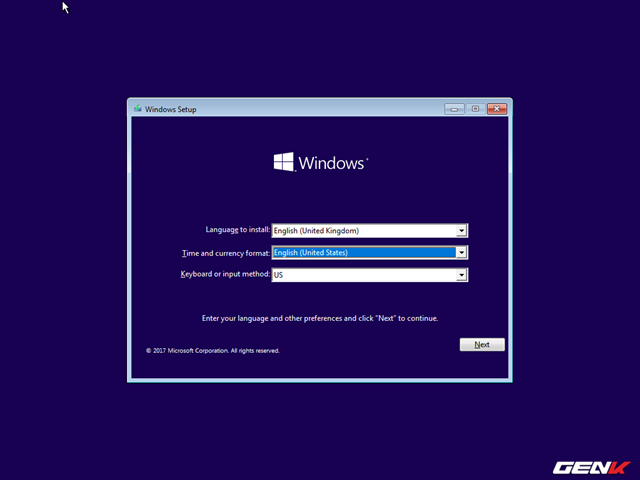 Windows Setup
Windows
Language to install: English (United Kingdom)
Time and currency format: English (United States)
Keyboard or input method: US
Enter your language and other preferences and click "Next" to continue.
© 2017 Microsoft Corporation. All rights reserved.
Next
GENK